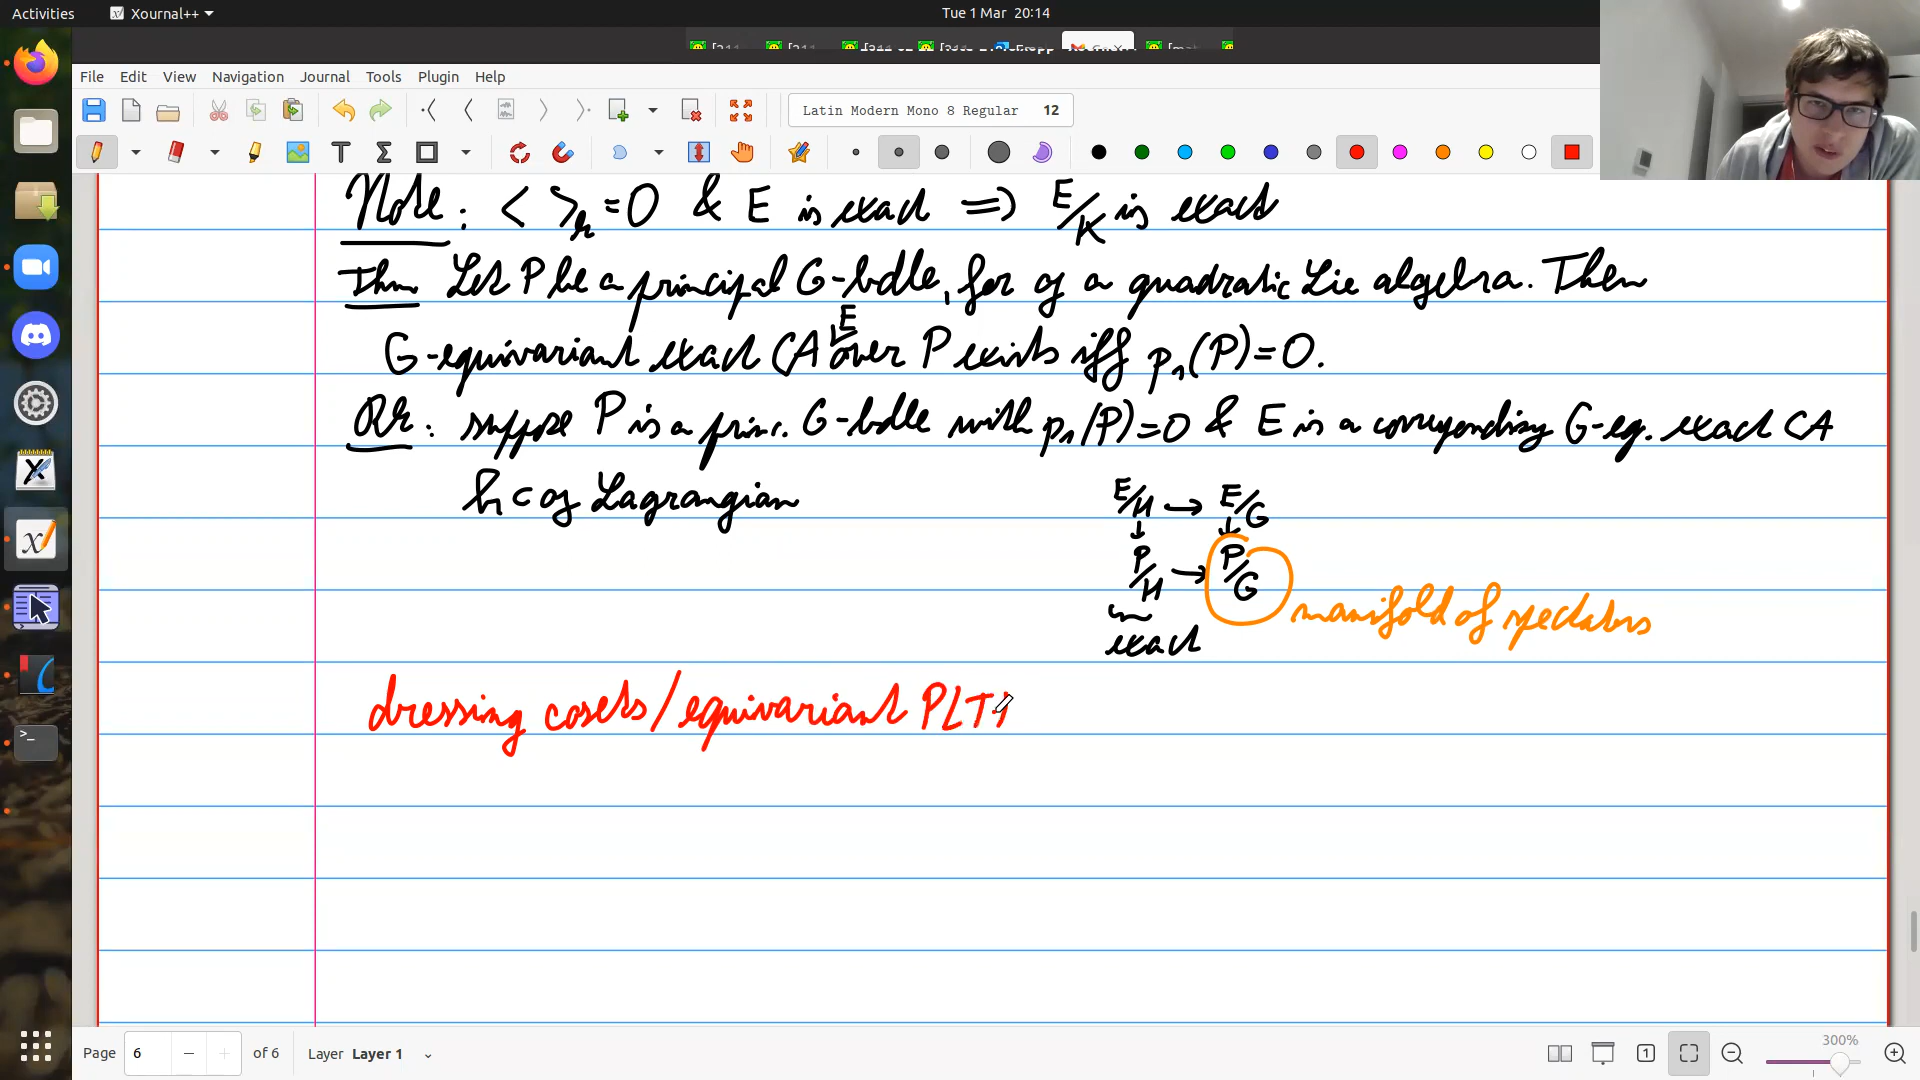 Activities Xournal++ Tue 1 Mar 20:14
File Edit View Navigation Journal Tools Plugin Help
Latin Modern Mono 8 Regular 12
Note: < >_k = 0 & E is exact ⇒ E/K is exact
Thm Let P be a principal G-bdle, for g a quadratic Lie algebra. Then
G-equivariant exact CA E over P exists iff p₁(P)=0.
suppose P is a princ. G-bdle with p₁(P)=0 & E is a corresponding G-eq. exact CA
h ⊂ g Lagrangian
E/H → E/G
↓ ↓
P/H → P/G manifold of spectators
exact
dressing cosets/equivariant PLT
Page 6 of 6 Layer Layer 1 300%